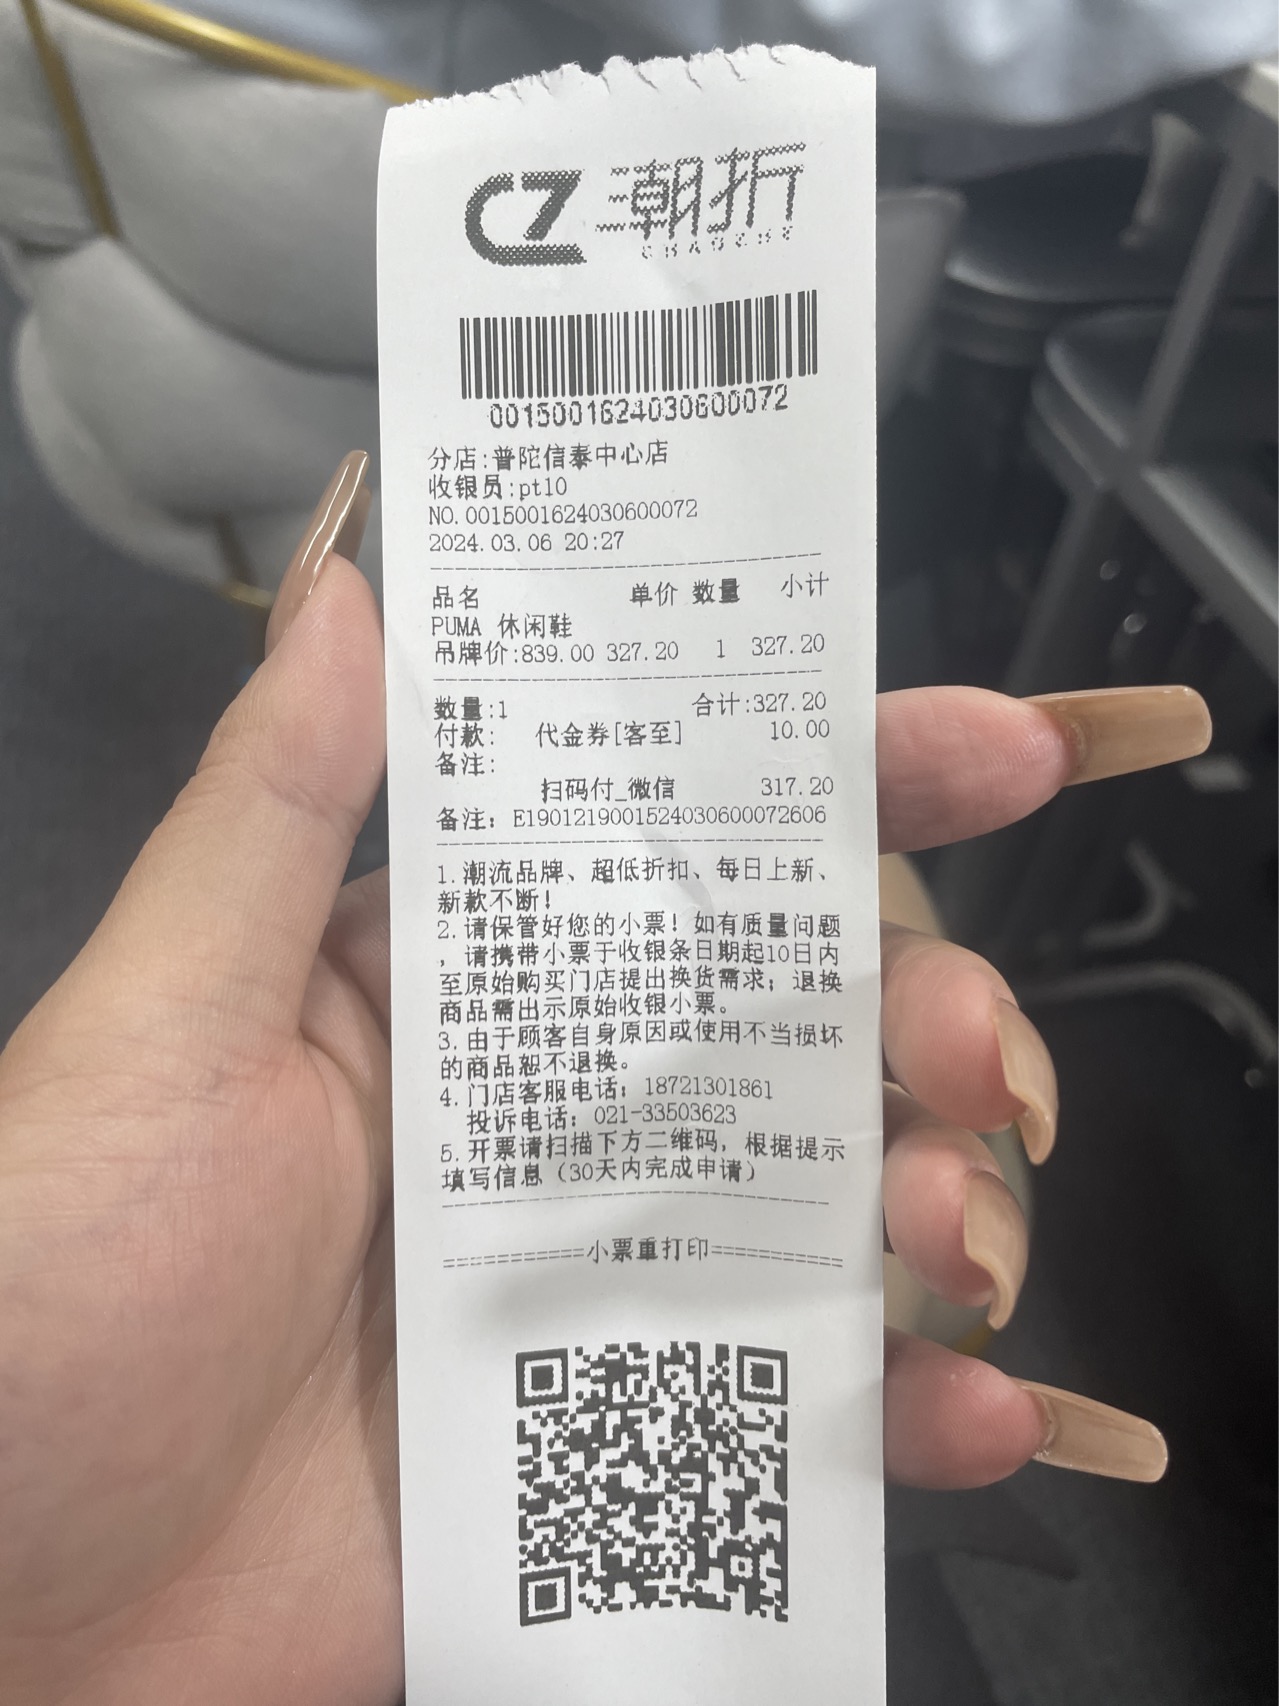 CZ 潮折
CHAOZHE
0015001624030600072
分店:普陀信泰中心店
收银员:pt10
NO.0015001624030600072
2024.03.06 20:27
品名 单价 数量 小计
PUMA 休闲鞋
吊牌价:839.00 327.20 1 327.20
数量:1 合计:327.20
付款: 代金券[客至] 10.00
备注:
扫码付_微信 317.20
备注: E1901219001524030600072606
1.潮流品牌、超低折扣、每日上新、
新款不断!
2.请保管好您的小票! 如有质量问题
，请携带小票于收银条日期起10日内
至原始购买门店提出换货需求；退换
商品需出示原始收银小票。
3.由于顾客自身原因或使用不当损坏
的商品恕不退换。
4.门店客服电话：18721301861
投诉电话：021-33503623
5.开票请扫描下方二维码，根据提示
填写信息（30天内完成申请）
===========小票重打印===========